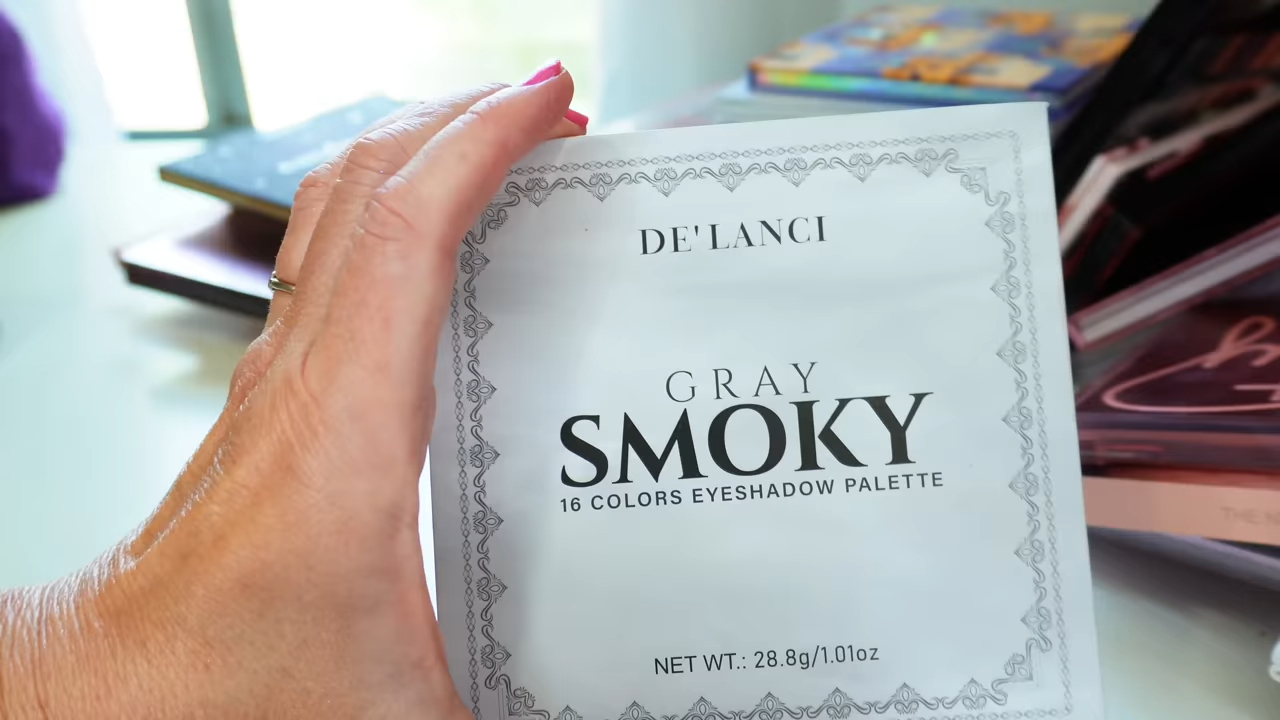 DE'LANCI
GRAY
SMOKY
16 COLORS EYESHADOW PALETTE
NET WT.: 28.8g/1.01oz